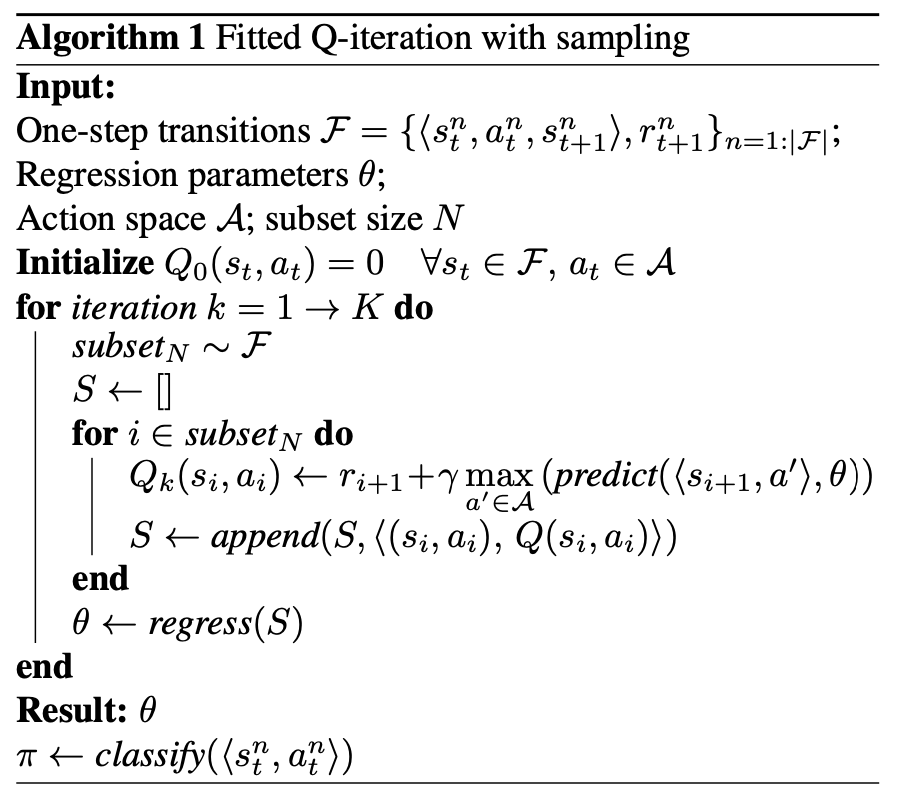 Algorithm 1 Fitted Q-iteration with sampling
Input:
One-step transitions $\mathcal{F} = \{\langle s_t^n, a_t^n, s_{t+1}^n \rangle, r_{t+1}^n\}_{n=1:|\mathcal{F}|}$;
Regression parameters $\theta$;
Action space $\mathcal{A}$; subset size $N$
Initialize $Q_0(s_t, a_t) = 0 \quad \forall s_t \in \mathcal{F}, a_t \in \mathcal{A}$
for iteration $k = 1 \to K$ do
$subset_N \sim \mathcal{F}$
$S \leftarrow []$
for $i \in subset_N$ do
$Q_k(s_i, a_i) \leftarrow r_{i+1} + \gamma \max_{a' \in \mathcal{A}} (predict(\langle s_{i+1}, a' \rangle, \theta))$
$S \leftarrow append(S, \langle (s_i, a_i), Q(s_i, a_i) \rangle)$
end
$\theta \leftarrow regress(S)$
end
Result: $\theta$
$\pi \leftarrow classify(\langle s_t^n, a_t^n \rangle)$